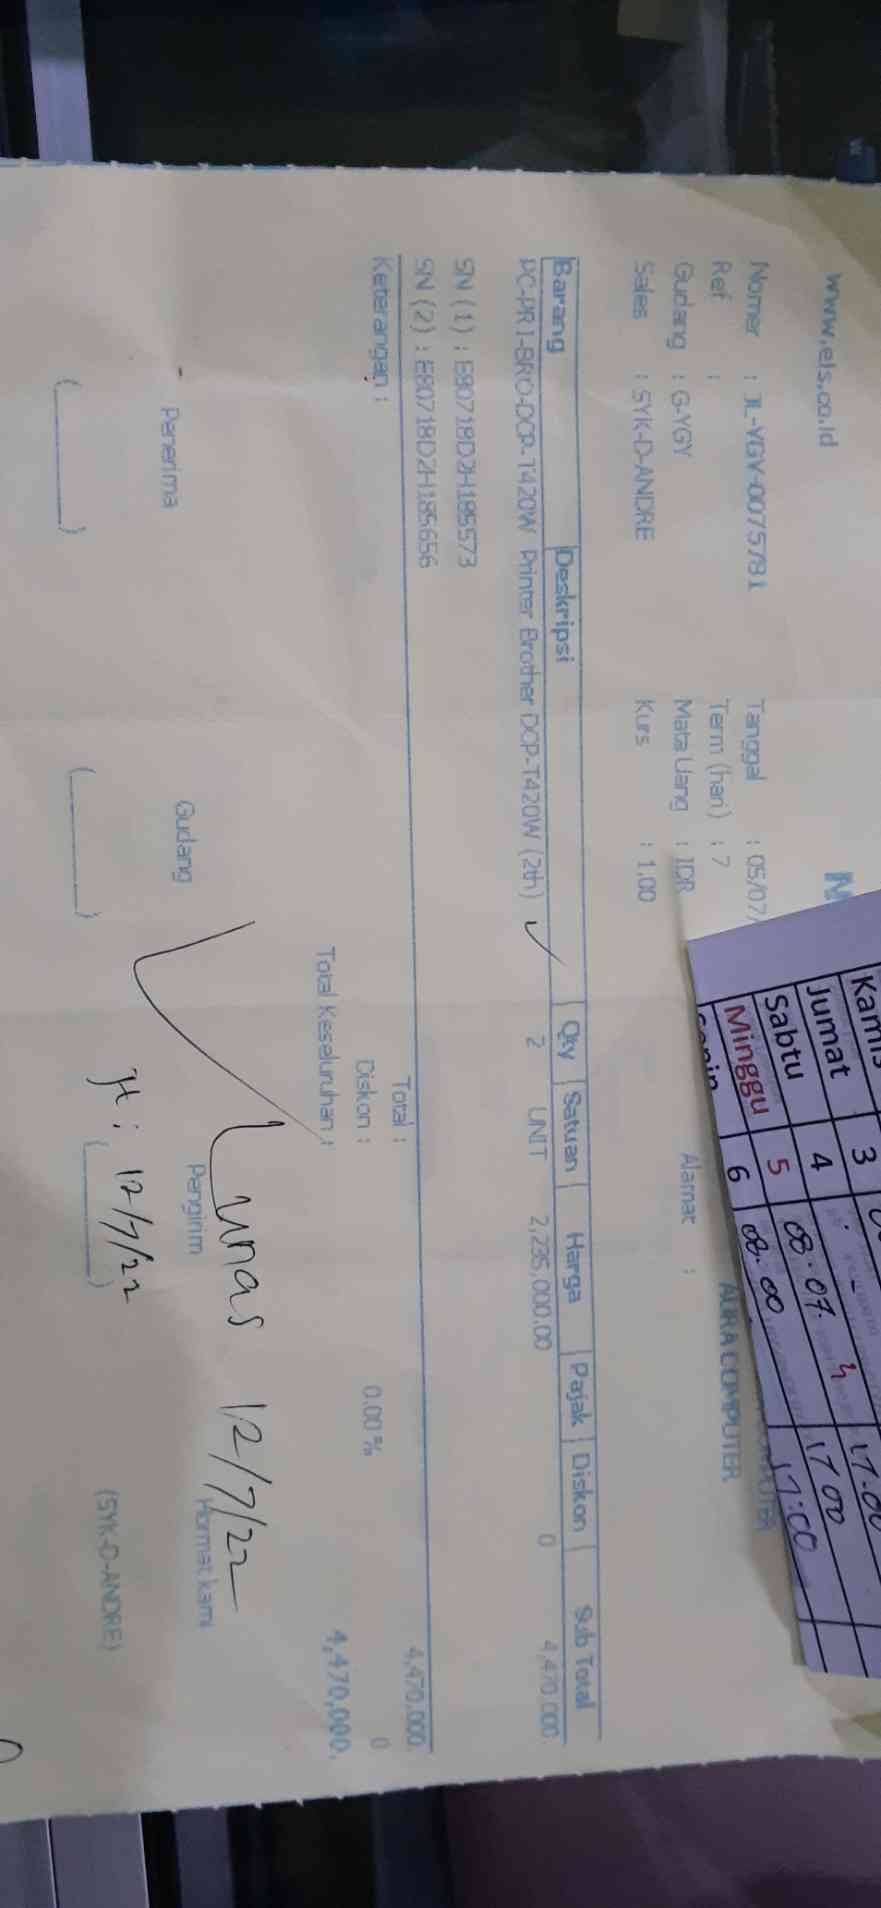 www.els.co.id
Nomer : JL-YGY-0075781
Tanggal : 05/07/
Ref :
Term (hari) : 7
AURA COMPUTER
Gudang : G-YGY
Mata Uang : IDR
Alamat :
Sales : SYK-D-ANDRE
Kurs : 1.00
Barang Deskripsi Qty Satuan Harga Pajak Diskon Sub Total
PC-PRI-BRO-DCP-T420W Printer Brother DCP-T420W (2th) 2 UNIT 2,235,000.00 0 4,470.000
SN (1) : E80718D2H185573
SN (2) : E80718D2H185656
Keterangan :
Total : 4,470,000.
Diskon : 0.00 % 0
Total Keseluruhan : 4,470,000.
Lunas 12/7/22
Penerima Gudang Pengirim Hormat kami
jt : 12/7/22
(SYK-D-ANDRE)
Kamis 3 17.00
Jumat 4 08.07 17 00
Sabtu 5 08.00 17:00
Minggu 6
Senin